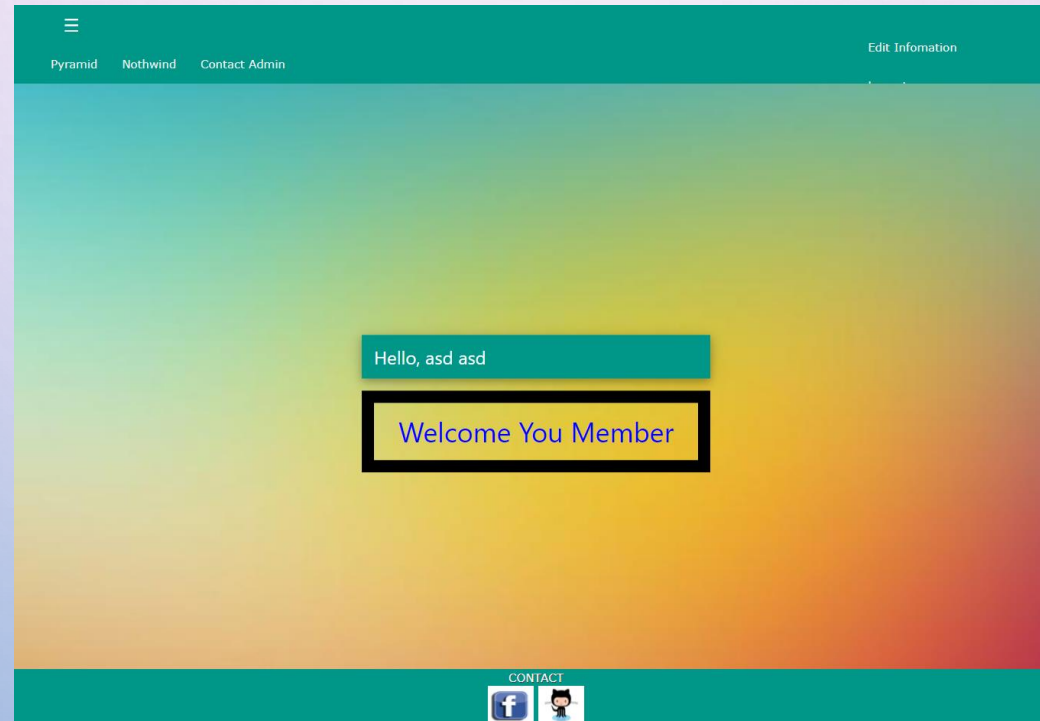 ☰
Edit Infomation
Pyramid Nothwind Contact Admin
Hello, asd asd
Welcome You Member
CONTACT
f